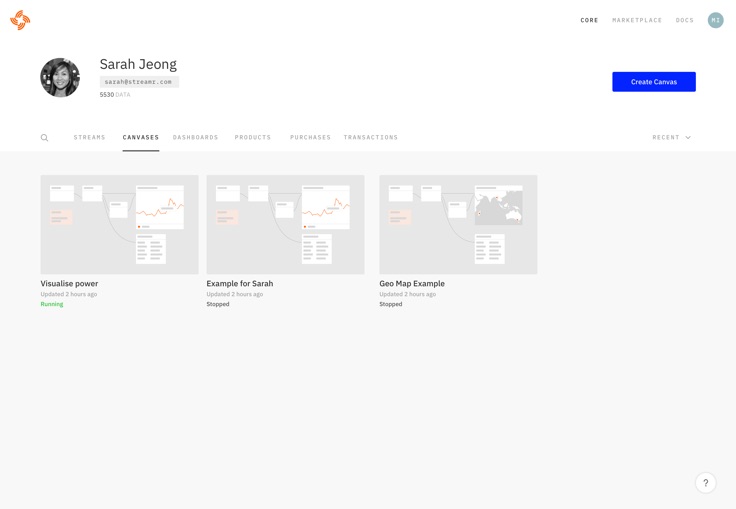 CORE MARKETPLACE DOCS MI
Sarah Jeong
sarah@streamr.com
5530 DATA
Create Canvas
STREAMS CANVASES DASHBOARDS PRODUCTS PURCHASES TRANSACTIONS RECENT
Visualise power
Updated 2 hours ago
Running
Example for Sarah
Updated 2 hours ago
Stopped
Geo Map Example
Updated 2 hours ago
Stopped
?